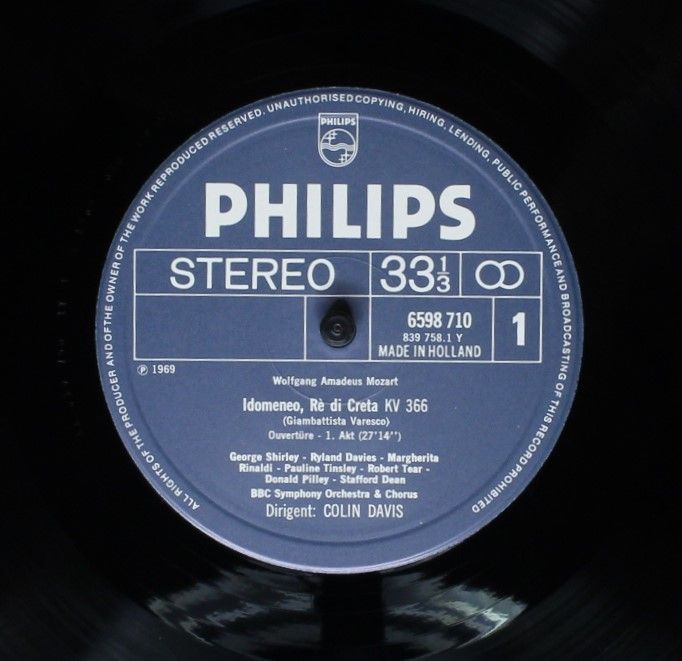 ALL RIGHTS OF THE PRODUCER AND OF THE OWNER OF THE WORK REPRODUCED RESERVED. UNAUTHORISED COPYING, HIRING, LENDING, PUBLIC PERFORMANCE AND BROADCASTING OF THIS RECORD PROHIBITED
PHILIPS
PHILIPS
STEREO 33 1/3
6598 710 1
839 758.1 Y
MADE IN HOLLAND
℗ 1969
Wolfgang Amadeus Mozart
Idomeneo, Rè di Creta KV 366
(Giambattista Varesco)
Ouvertüre - 1. Akt (27'14'')
George Shirley - Ryland Davies - Margherita
Rinaldi - Pauline Tinsley - Robert Tear -
Donald Pilley - Stafford Dean
BBC Symphony Orchestra & Chorus
Dirigent: COLIN DAVIS